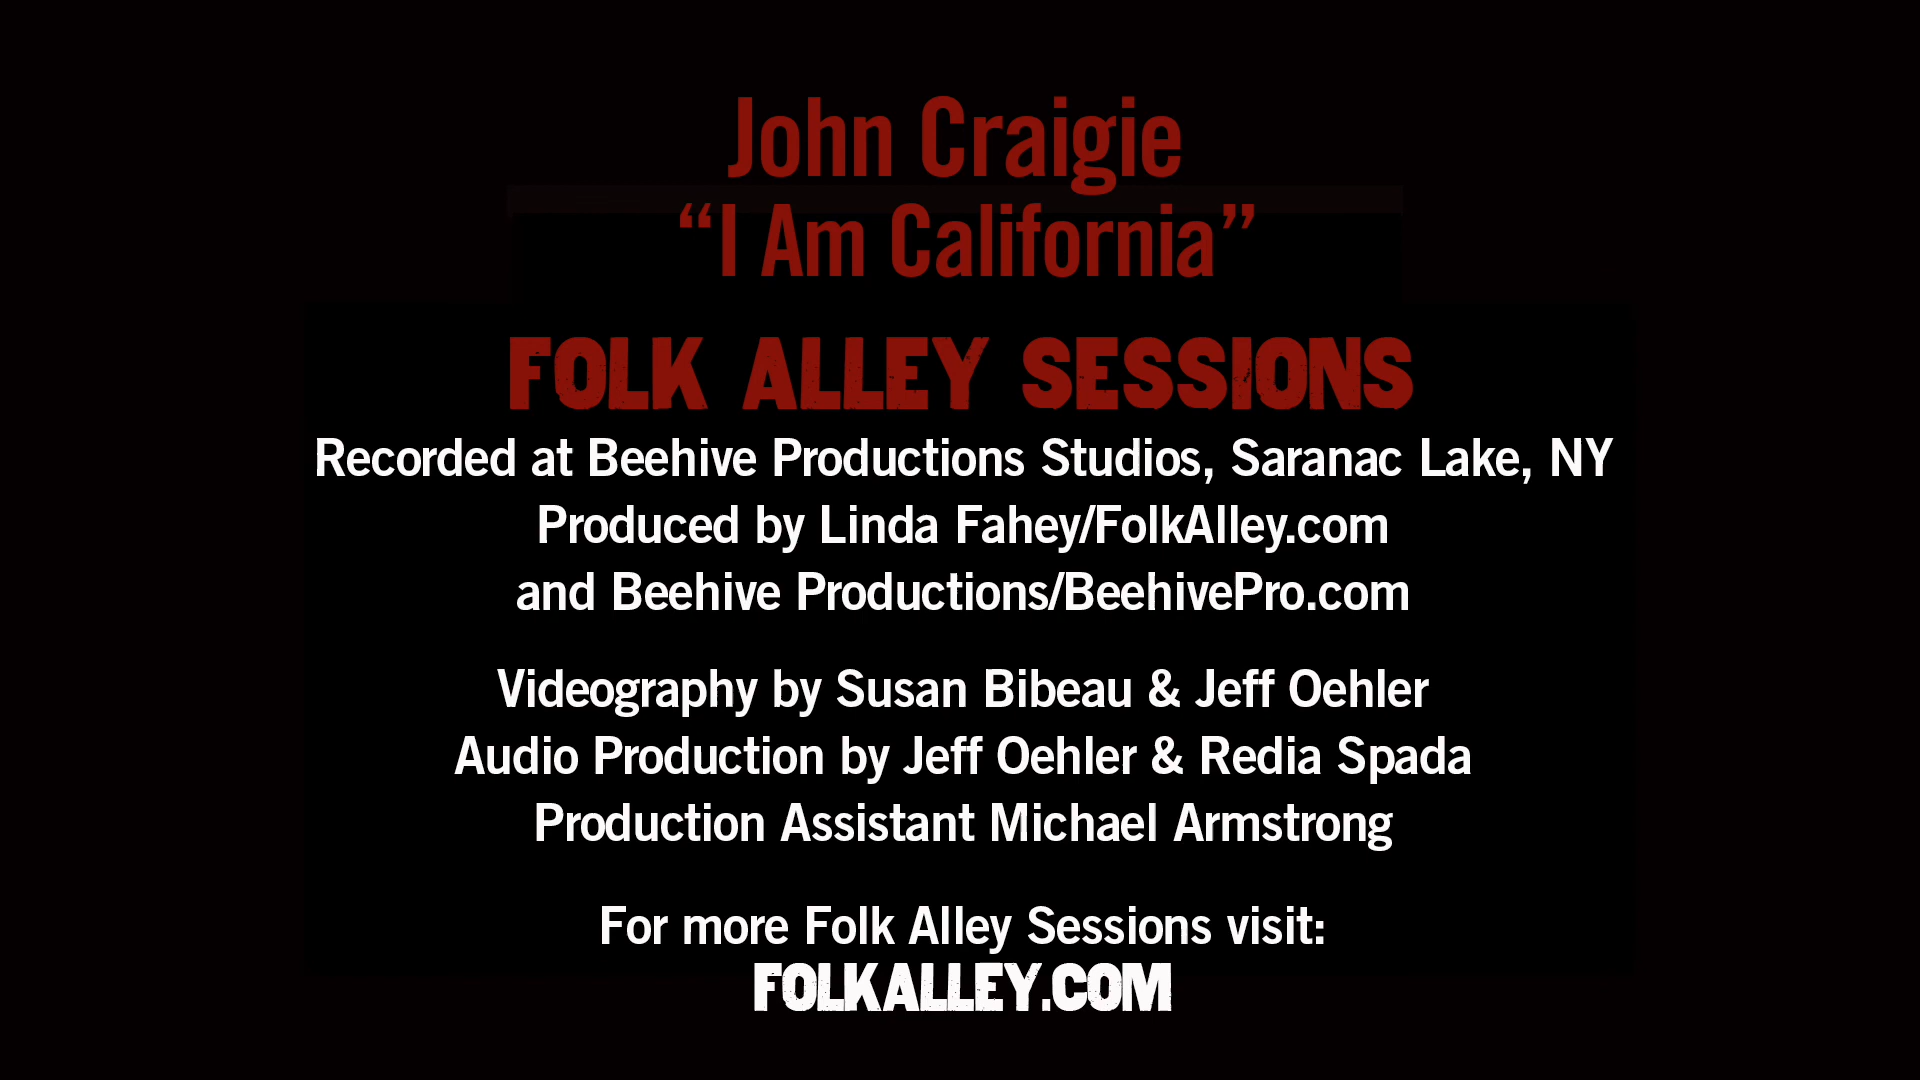 John Craigie
“I Am California”
FOLK ALLEY SESSIONS
Recorded at Beehive Productions Studios, Saranac Lake, NY
Produced by Linda Fahey/FolkAlley.com
and Beehive Productions/BeehivePro.com
Videography by Susan Bibeau & Jeff Oehler
Audio Production by Jeff Oehler & Redia Spada
Production Assistant Michael Armstrong
For more Folk Alley Sessions visit:
FOLKALLEY.COM